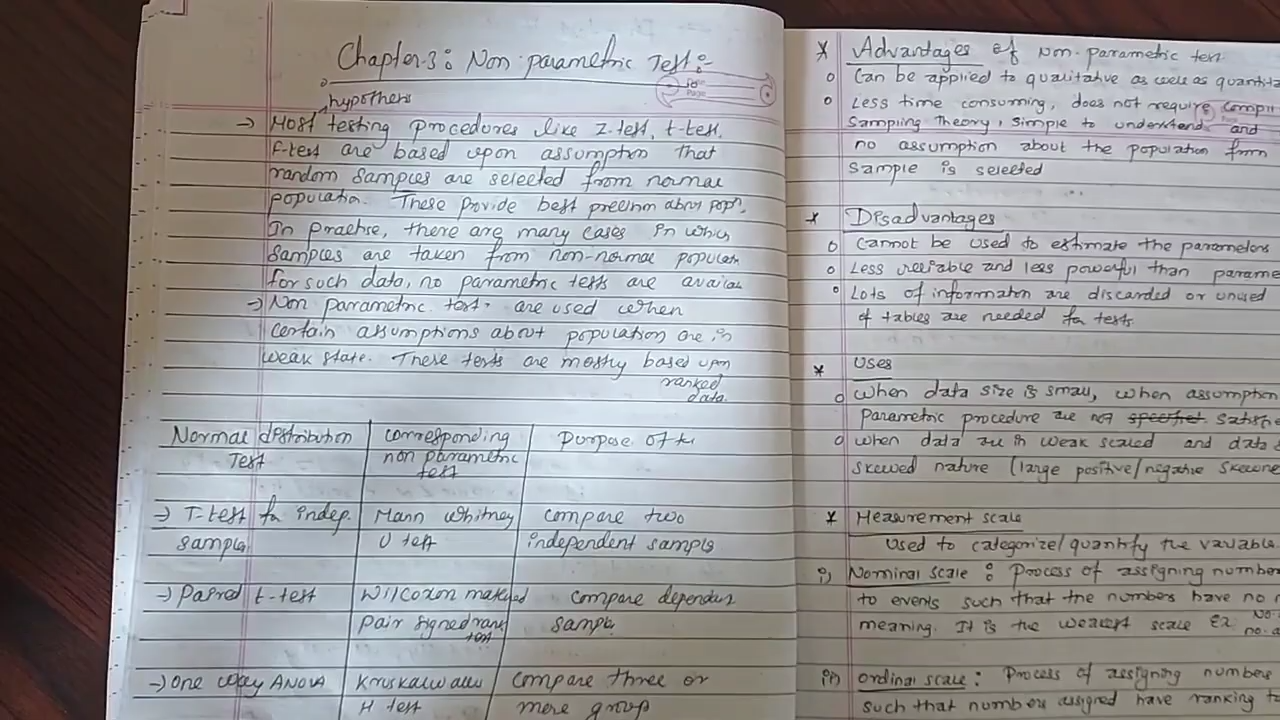 Chapter-3: Non-parametric Test:-
hypothesis
→ Most testing procedures like Z-test, t-test,
F-test are based upon assumption that
random samples are selected from normal
population. These provide best about popn.
In practise, there are many cases in which
samples are taken from non-normal
for such data, no parametric tests are
→ Non parametric test are used when
certain assumptions about population are in
weak state. These tests are mostly based upon
ranked
data.
Normal distribution Test
corresponding non parametric test
Purpose of
→ T-test for indep. sample
Mann Whitney U test
compare two independent sample
→ Paired t-test
Wilcoxon matched pair signed rank test
compare dependent sample
→ One way ANOVA
Kruskal wallis H test
compare three or more group
* Advantages of Non-parametric test
o Can be applied to qualitative as well as
o Less time consuming, does not require
Sampling Theory, simple to understand and
no assumption about the population from
sample is selected
* Disadvantages
o Cannot be used to estimate the parameters
o Less reliable and less powerful than
o Lots of information are discarded or unused
of tables are needed for tests
* Uses
o When data size is small, when assumption
parametric procedure are not
o when data are in weak scaled and data
skewed nature (large positive/negative
* Measurement scale
Used to categorize/quantify the variable
i) Nominal scale: Process of assigning number
to events such that the numbers have no
meaning. It is the weakest scale Ex
ii) ordinal scale: Process of assigning numbers
such that numbers assigned have ranking